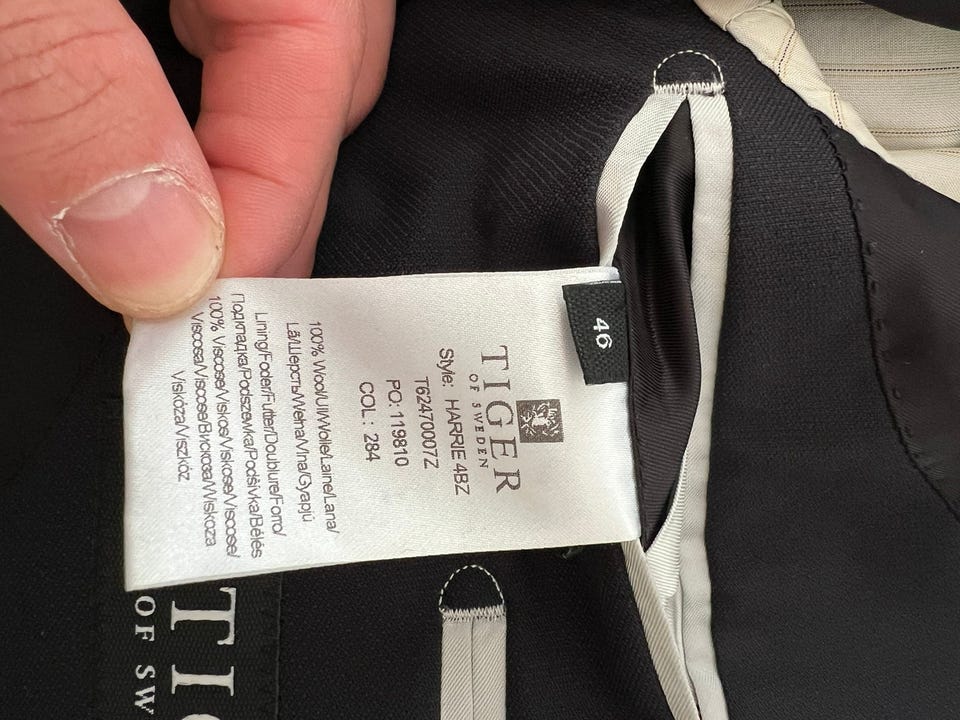 46
TIGER
OF SWEDEN
Style: HARRIE4BZ
T62470007Z
PO: 119810
COL : 284
100% Wool/Ull/Wolle/Laine/Lana/
Lã/Шерсть/Wełna/Vlna/Gyapjú
Lining/Foder/Futter/Doublure/Forro/
Подкладка/Podszewka/Podšívka/Bélés
100% Viscose/Viskos/Viskose/Viscose/
Viscosa/Viscose/Вискоза/Wiskoza
Viskóza/Viszkóz
TIG
OF SW